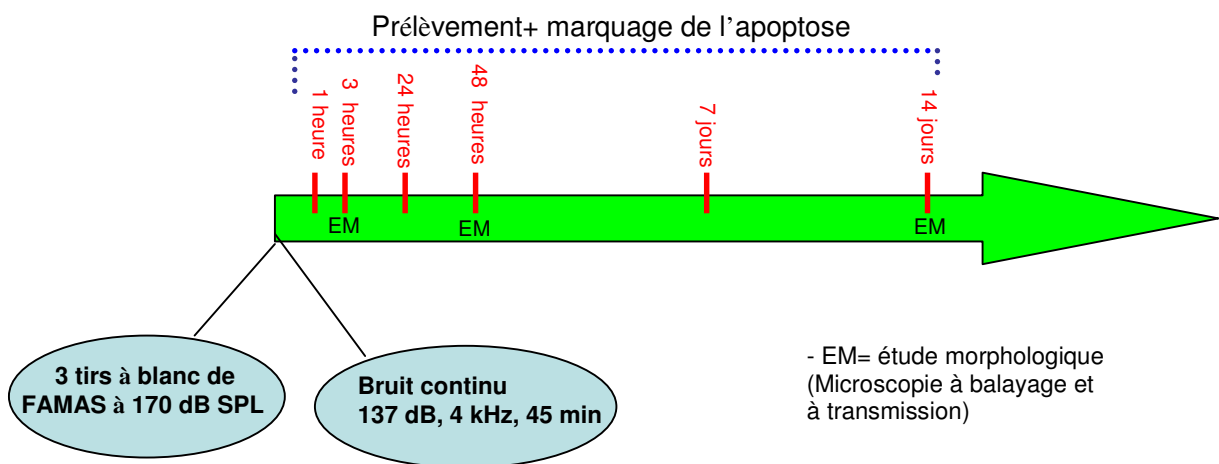 Prélèvement+ marquage de l'apoptose
1 heure
3 heures
24 heures
48 heures
7 jours
14 jours
EM
EM
EM
3 tirs à blanc de
FAMAS à 170 dB SPL
Bruit continu
137 dB, 4 kHz, 45 min
- EM= étude morphologique
(Microscopie à balayage et
à transmission)